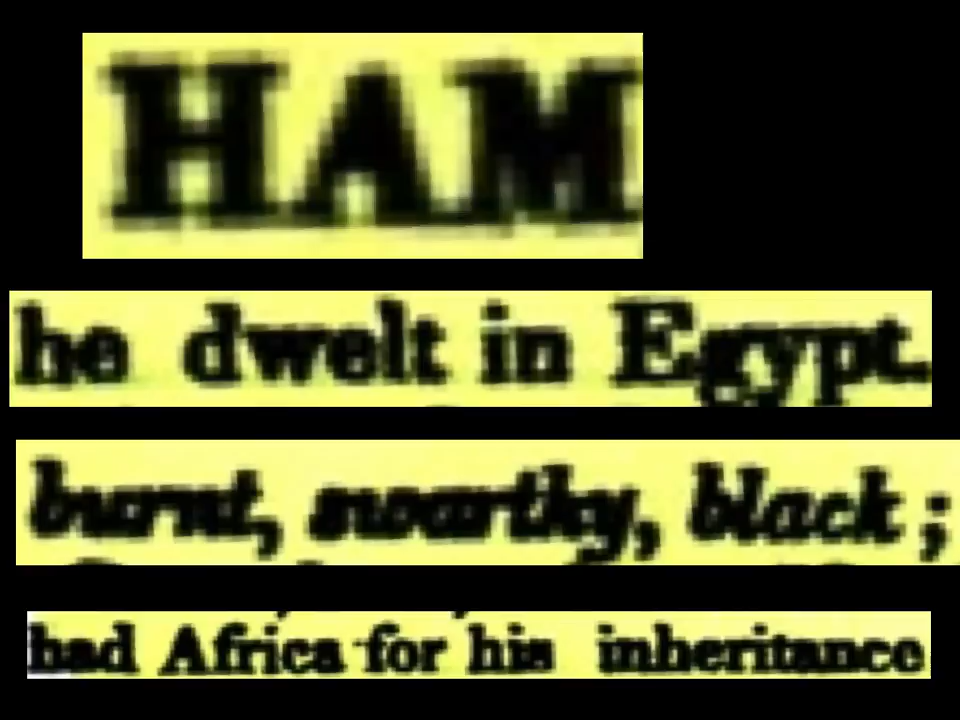 HAM
he dwelt in Egypt.
burnt, swarthy, black;
had Africa for his inheritance